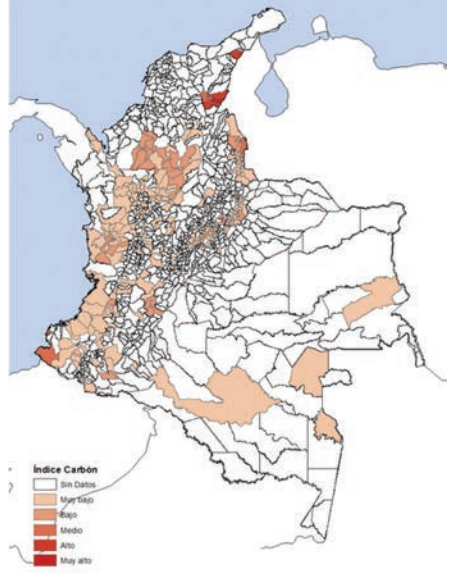 Índice Carbón
Sin Datos
Muy bajo
Bajo
Medio
Alto
Muy alto